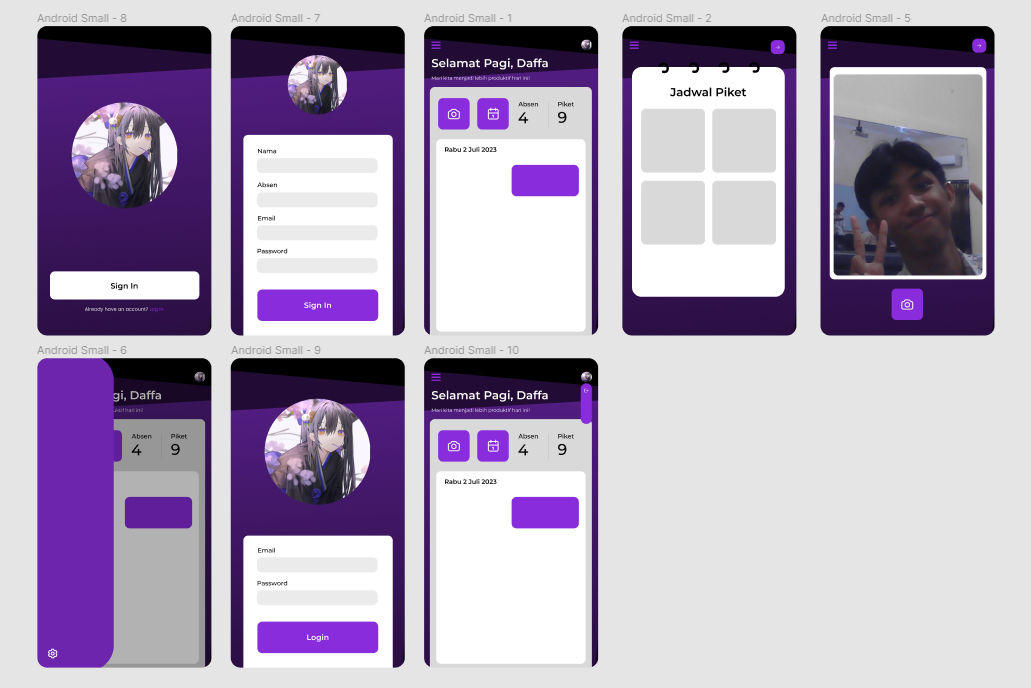 Android Small - 8
Sign In
Already have an account? Log In
Android Small - 7
Nama
Absen
Email
Password
Sign In
Android Small - 1
Selamat Pagi, Daffa
Mari kita menjadi lebih produktif hari ini!
Absen
4
Piket
9
Rabu 2 Juli 2023
Android Small - 2
Jadwal Piket
Android Small - 5
Android Small - 6
gi, Daffa
ktif hari ini!
Absen
4
Piket
9
Android Small - 9
Email
Password
Login
Android Small - 10
Selamat Pagi, Daffa
Mari kita menjadi lebih produktif hari ini!
Absen
4
Piket
9
Rabu 2 Juli 2023